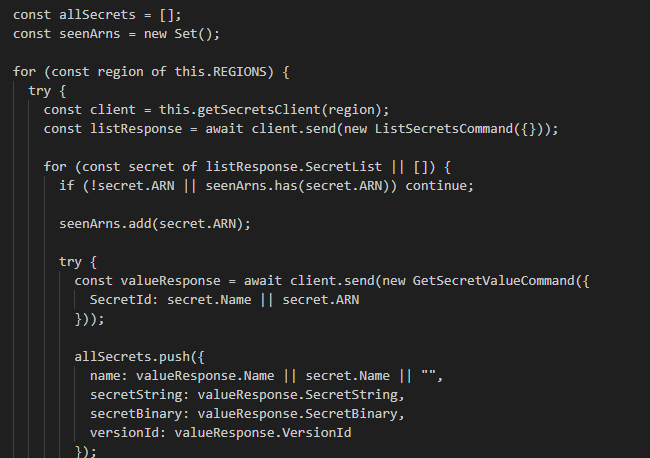 const allSecrets = [];
const seenArns = new Set();
for (const region of this.REGIONS) {
try {
const client = this.getSecretsClient(region);
const listResponse = await client.send(new ListSecretsCommand({}));
for (const secret of listResponse.SecretList || []) {
if (!secret.ARN || seenArns.has(secret.ARN)) continue;
seenArns.add(secret.ARN);
try {
const valueResponse = await client.send(new GetSecretValueCommand({
SecretId: secret.Name || secret.ARN
}));
allSecrets.push({
name: valueResponse.Name || secret.Name || "",
secretString: valueResponse.SecretString,
secretBinary: valueResponse.SecretBinary,
versionId: valueResponse.VersionId
});